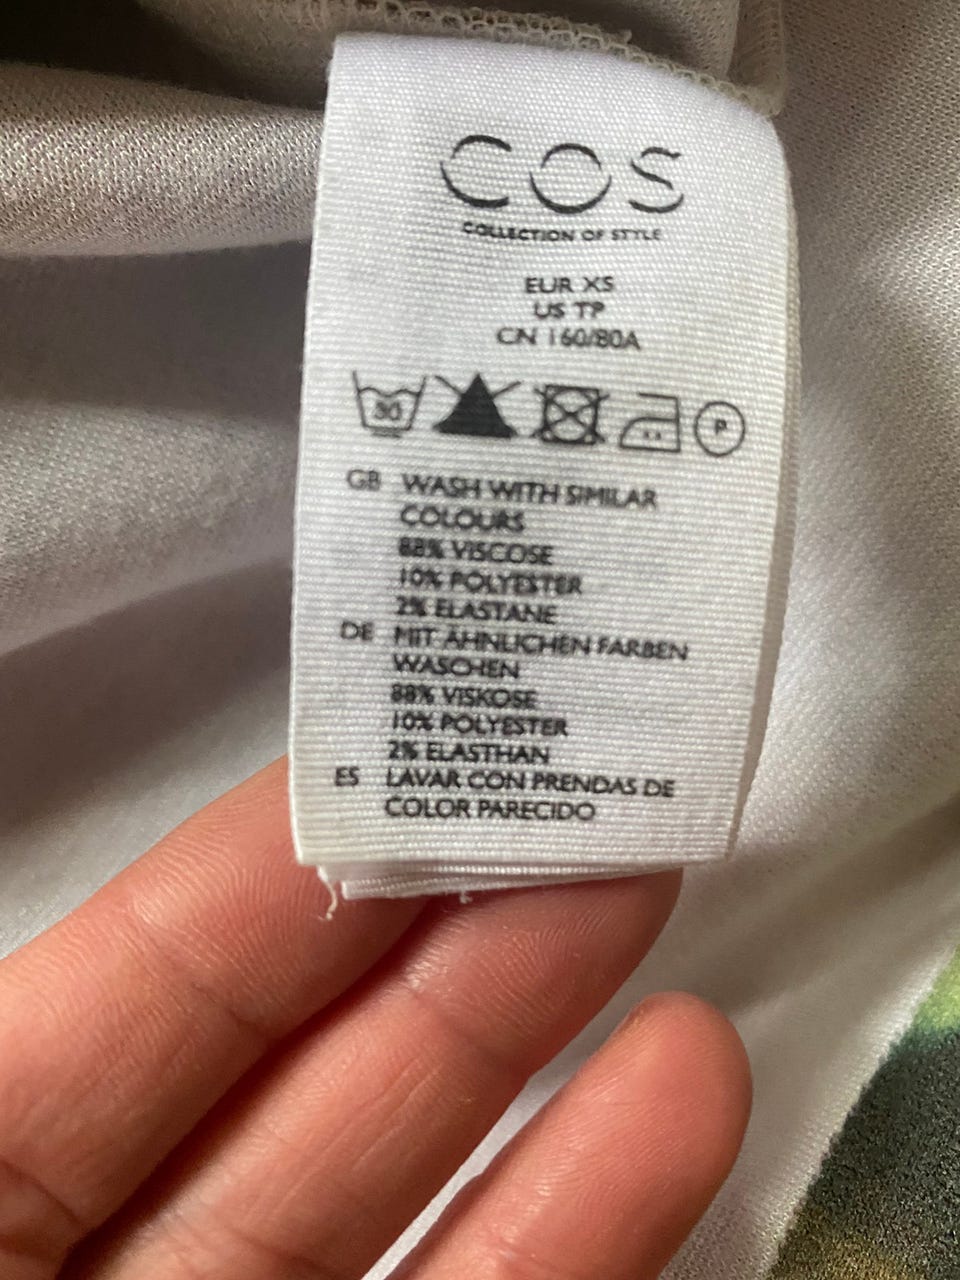 COS
COLLECTION OF STYLE
EUR XS
US TP
CN 160/80A
30
P
GB WASH WITH SIMILAR
COLOURS
88% VISCOSE
10% POLYESTER
2% ELASTANE
DE MIT ÄHNLICHEN FARBEN
WASCHEN
88% VISKOSE
10% POLYESTER
2% ELASTHAN
ES LAVAR CON PRENDAS DE
COLOR PARECIDO